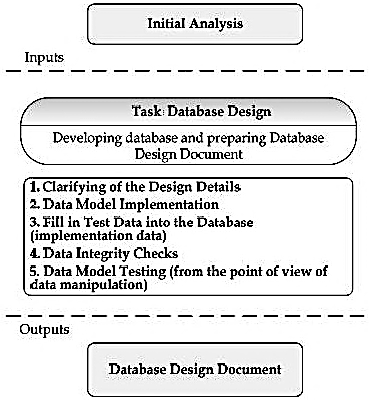 Initial Analysis
Inputs
Task: Database Design
Developing database and preparing Database
Design Document
1. Clarifying of the Design Details
2. Data Model Implementation
3. Fill in Test Data into the Database
(implementation data)
4. Data Integrity Checks
5. Data Model Testing (from the point of view of
data manipulation)
Outputs
Database Design Document